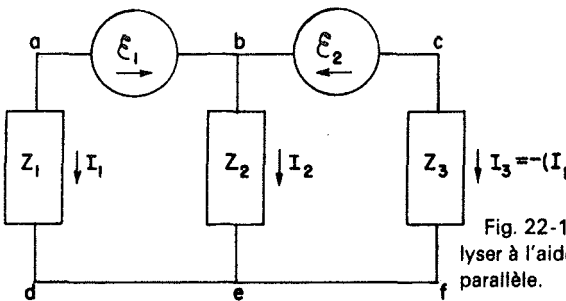 a
ℰ₁
b
ℰ₂
c
Z₁
I₁
Z₂
I₂
Z₃
I₃=-(I₁
d
e
f
Fig. 22-1
lyser à l'aide
parallèle.